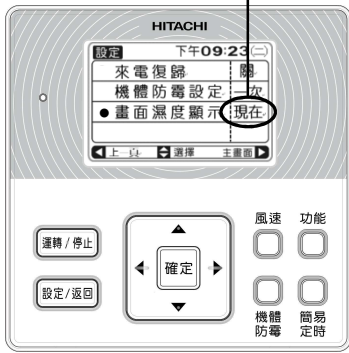 HITACHI
設定 下午09:23(二)
來電復歸 關
機體防霉設定 一次
●畫面濕度顯示 現在
◀上一頁 選擇 主畫面▶
風速 功能
運轉/停止
確定
設定/返回
機體防霉 簡易定時